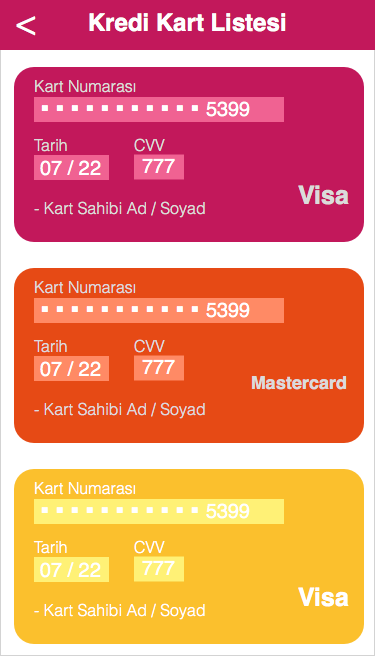 < Kredi Kart Listesi
Kart Numarası
▪ ▪ ▪ ▪ ▪ ▪ ▪ ▪ ▪ ▪ ▪ 5399
Tarih CVV
07 / 22 777
Visa
- Kart Sahibi Ad / Soyad
Kart Numarası
▪ ▪ ▪ ▪ ▪ ▪ ▪ ▪ ▪ ▪ ▪ 5399
Tarih CVV
07 / 22 777
Mastercard
- Kart Sahibi Ad / Soyad
Kart Numarası
▪ ▪ ▪ ▪ ▪ ▪ ▪ ▪ ▪ ▪ ▪ 5399
Tarih CVV
07 / 22 777
Visa
- Kart Sahibi Ad / Soyad